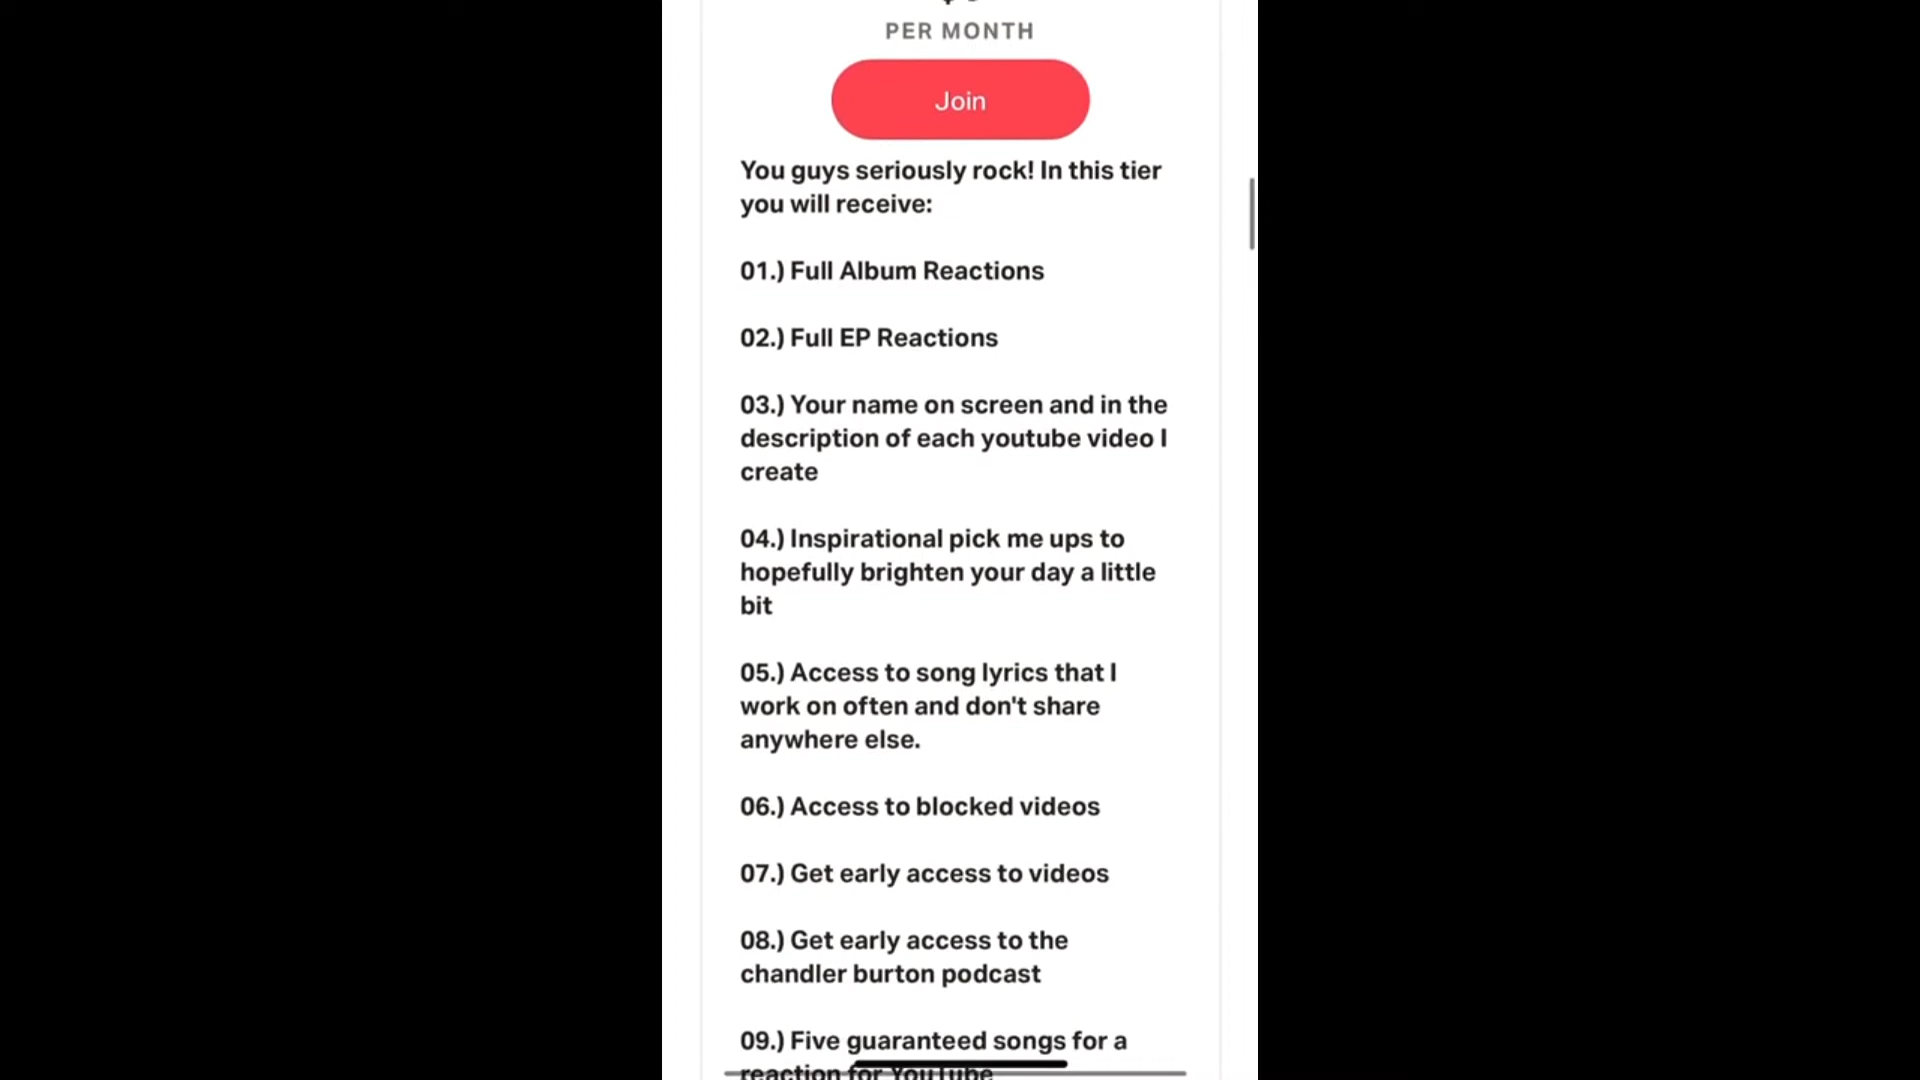 PER MONTH
Join
You guys seriously rock! In this tier
you will receive:
01.) Full Album Reactions
02.) Full EP Reactions
03.) Your name on screen and in the
description of each youtube video I
create
04.) Inspirational pick me ups to
hopefully brighten your day a little
bit
05.) Access to song lyrics that I
work on often and don't share
anywhere else.
06.) Access to blocked videos
07.) Get early access to videos
08.) Get early access to the
chandler burton podcast
09.) Five guaranteed songs for a
reaction for YouTube